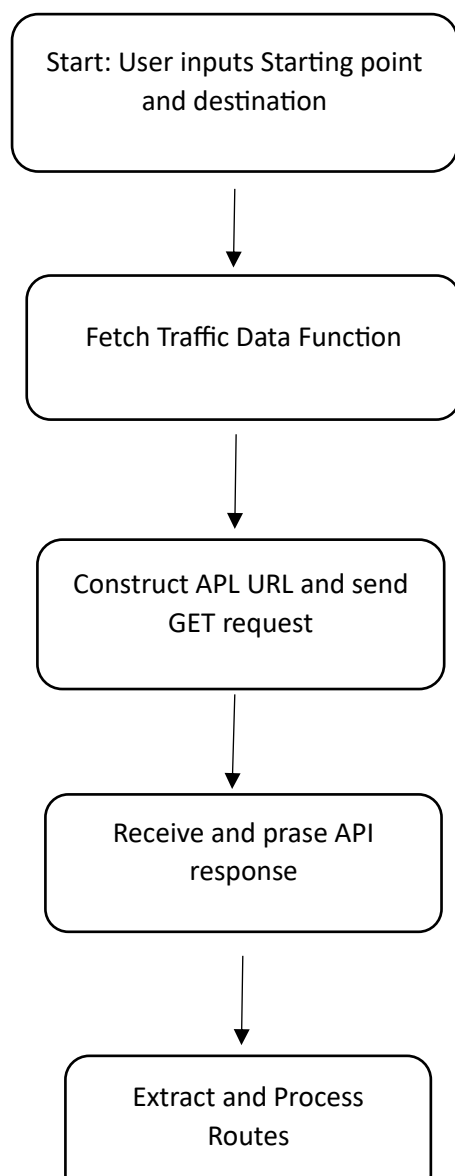 Start: User inputs Starting point
and destination
Fetch Traffic Data Function
Construct APL URL and send
GET request
Receive and prase API
response
Extract and Process
Routes